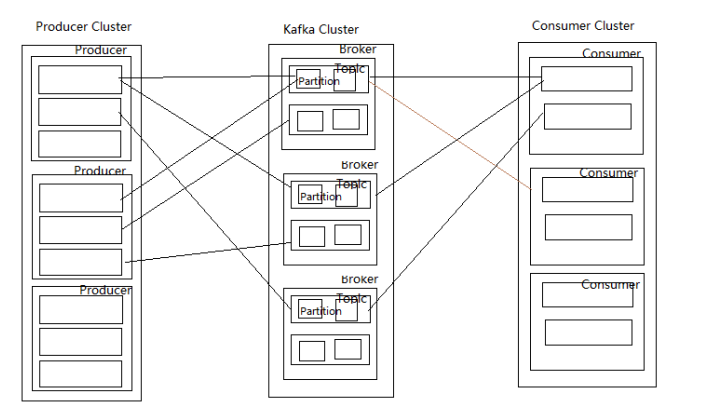 Producer Cluster
Kafka Cluster
Consumer Cluster
Producer
Broker
Topic
Partition
Consumer
Producer
Broker
Topic
Partition
Consumer
Producer
Broker
Topic
Partition
Consumer